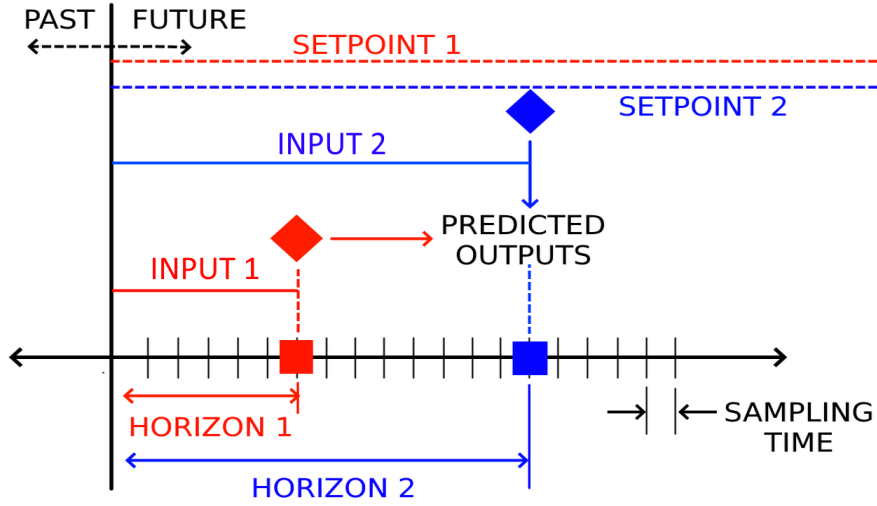 PAST FUTURE
SETPOINT 1
SETPOINT 2
INPUT 2
PREDICTED
OUTPUTS
INPUT 1
HORIZON 1
SAMPLING
TIME
HORIZON 2